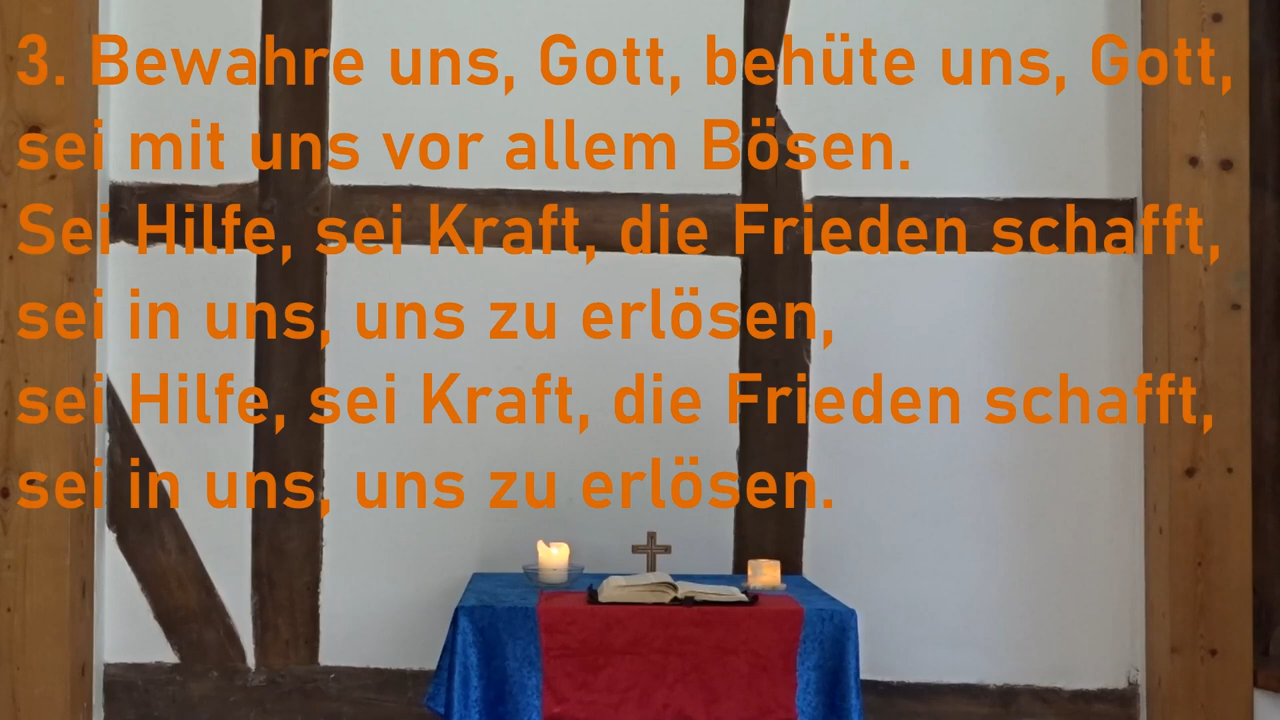 3. Bewahre uns, Gott, behüte uns, Gott,
sei mit uns vor allem Bösen.
Sei Hilfe, sei Kraft, die Frieden schafft,
sei in uns, uns zu erlösen,
sei Hilfe, sei Kraft, die Frieden schafft,
sei in uns, uns zu erlösen.